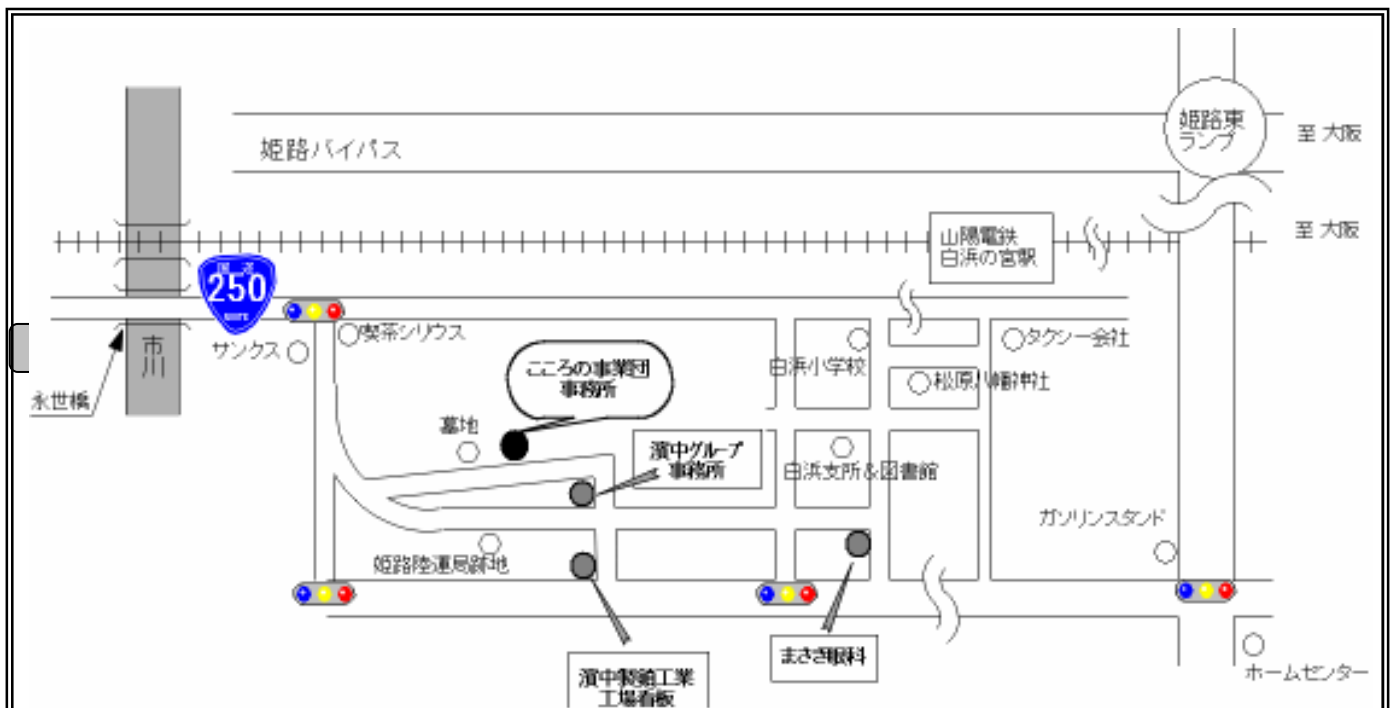 姫路東
ランプ
至 大阪
姫路バイパス
山陽電鉄
白浜の宮駅
至 大阪
250
市川
サンクス
喫茶シリウス
永世橋
こころの事業団
事務所
白浜小学校
タクシー会社
松原八幡神社
墓地
濱中グループ
事務所
白浜支所&図書館
ガソリンスタンド
姫路陸運局跡地
まさき眼科
濱中製鎖工業
工場看板
ホームセンター